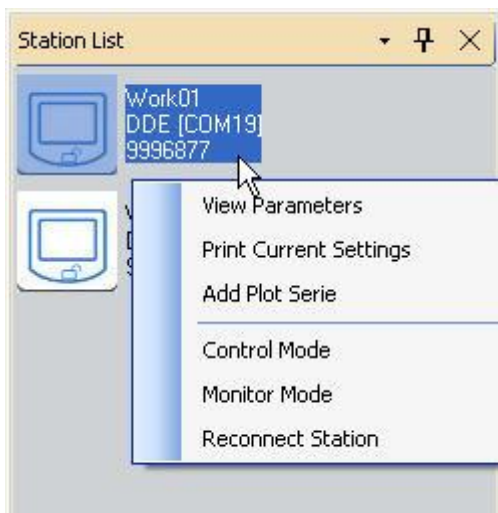 Station List
Work01
DDE [COM19]
9996877
View Parameters
Print Current Settings
Add Plot Serie
Control Mode
Monitor Mode
Reconnect Station